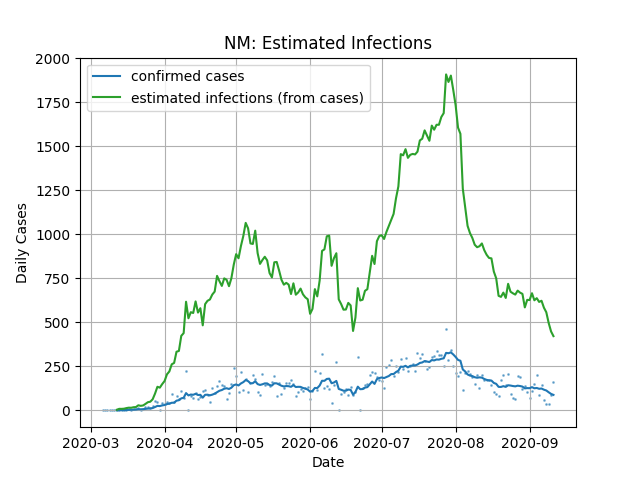 NM: Estimated Infections
confirmed cases
estimated infections (from cases)
2000
1750
1500
1250
1000
750
500
250
0
Daily Cases
2020-03 2020-04 2020-05 2020-06 2020-07 2020-08 2020-09
Date